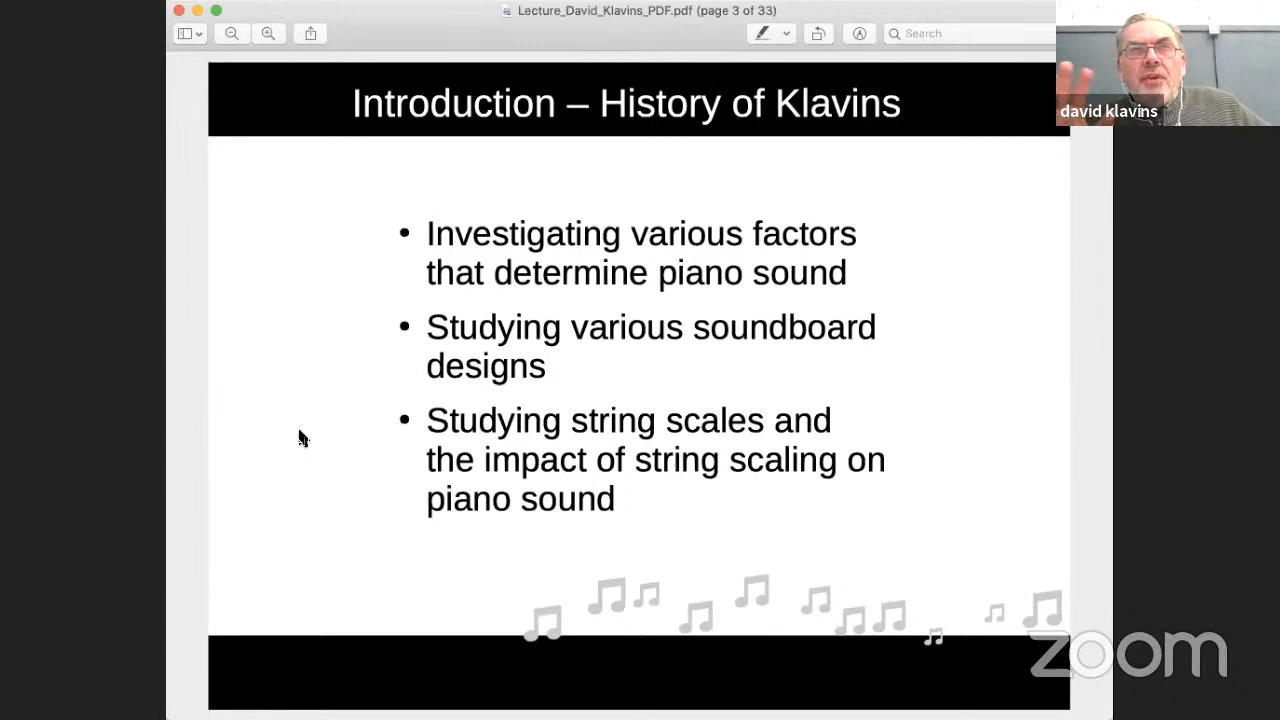 Lecture_David_Klavins_PDF.pdf (page 3 of 33)
Search
Introduction – History of Klavins
david klavins
• Investigating various factors
that determine piano sound
• Studying various soundboard
designs
• Studying string scales and
the impact of string scaling on
piano sound
zoom